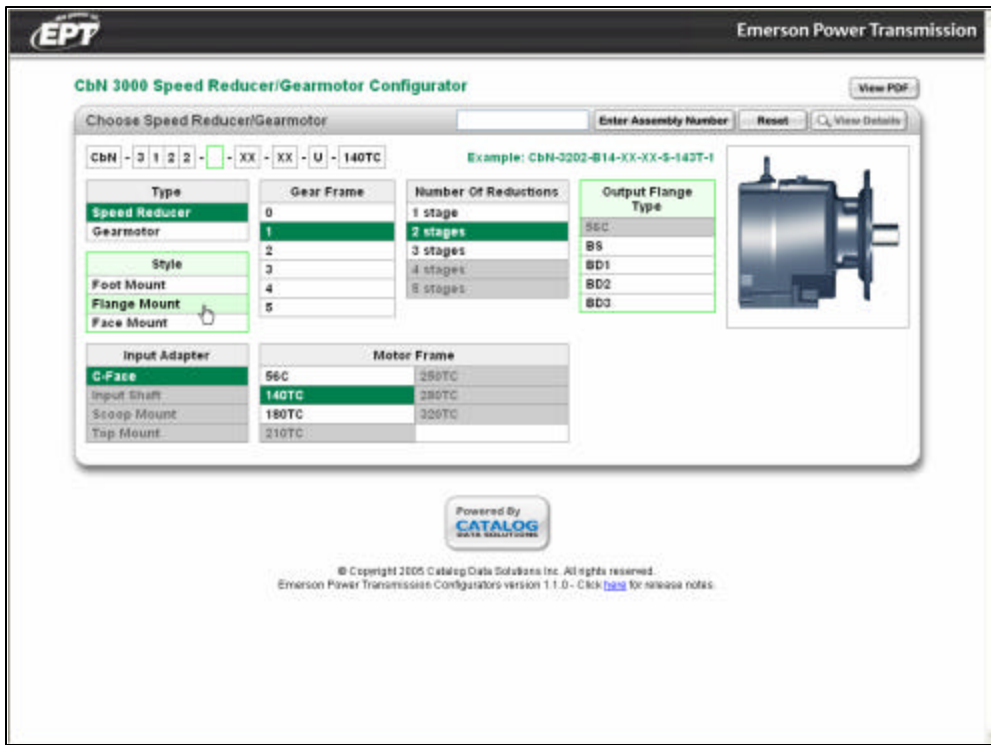 EPT
Emerson Power Transmission
CbN 3000 Speed Reducer/Gearmotor Configurator
View PDF
Choose Speed Reducer/Gearmotor
Enter Assembly Number
Reset
View Details
CbN - 3 1 2 2 - - XX - XX - U - 140TC
Example: CbN-3202-B14-XX-XX-S-143T-1
Type
Speed Reducer
Gearmotor
Style
Foot Mount
Flange Mount
Face Mount
Gear Frame
0
1
2
3
4
5
Number Of Reductions
1 stage
2 stages
3 stages
4 stages
5 stages
Output Flange
Type
56C
BS
BD1
BD2
BD3
Input Adapter
C-Face
Input Shaft
Scoop Mount
Top Mount
Motor Frame
56C
140TC
180TC
210TC
250TC
280TC
320TC
Powered By
CATALOG
DATA SOLUTIONS
© Copyright 2005 Catalog Data Solutions Inc. All rights reserved.
Emerson Power Transmission Configurators version 1.1.0 - Click here for release notes.